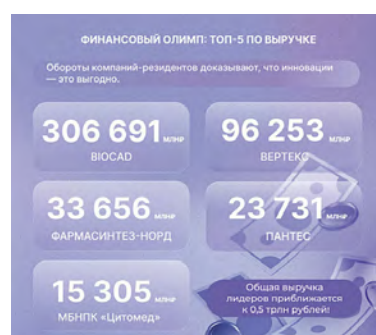 ФИНАНСОВЫЙ ОЛИМП: ТОП-5 ПО ВЫРУЧКЕ
Обороты компаний-резидентов доказывают, что инновации
— это выгодно.
306 691 млн₽
BIOCAD
96 253 млн₽
ВЕРТЕКС
33 656 млн₽
ФАРМАСИНТЕЗ-НОРД
23 731 млн₽
ПАНТЕС
15 305 млн₽
МБНПК «Цитомед»
Общая выручка
лидеров приближается
к 0,5 трлн рублей!